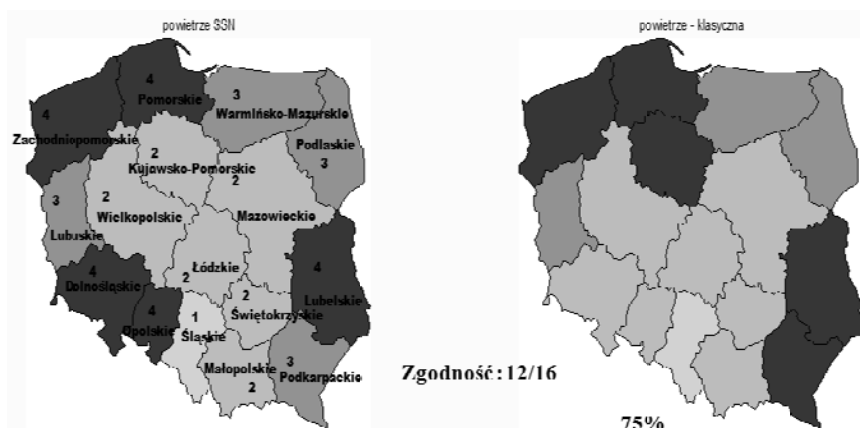 powietrze SSN
powietrze - klasyczna
4
Pomorskie
3
Warmińsko-Mazurskie
4
Zachodniopomorskie
2
Kujawsko-Pomorskie
Podlaskie
3
2
3
2
Wielkopolskie
Mazowieckie
Lubuskie
4
Dolnośląskie
Łódzkie
2
4
Lubelskie
2
Świętokrzyskie
4
Opolskie
1
Śląskie
Małopolskie
2
3
Podkarpackie
Zgodność: 12/16
75%